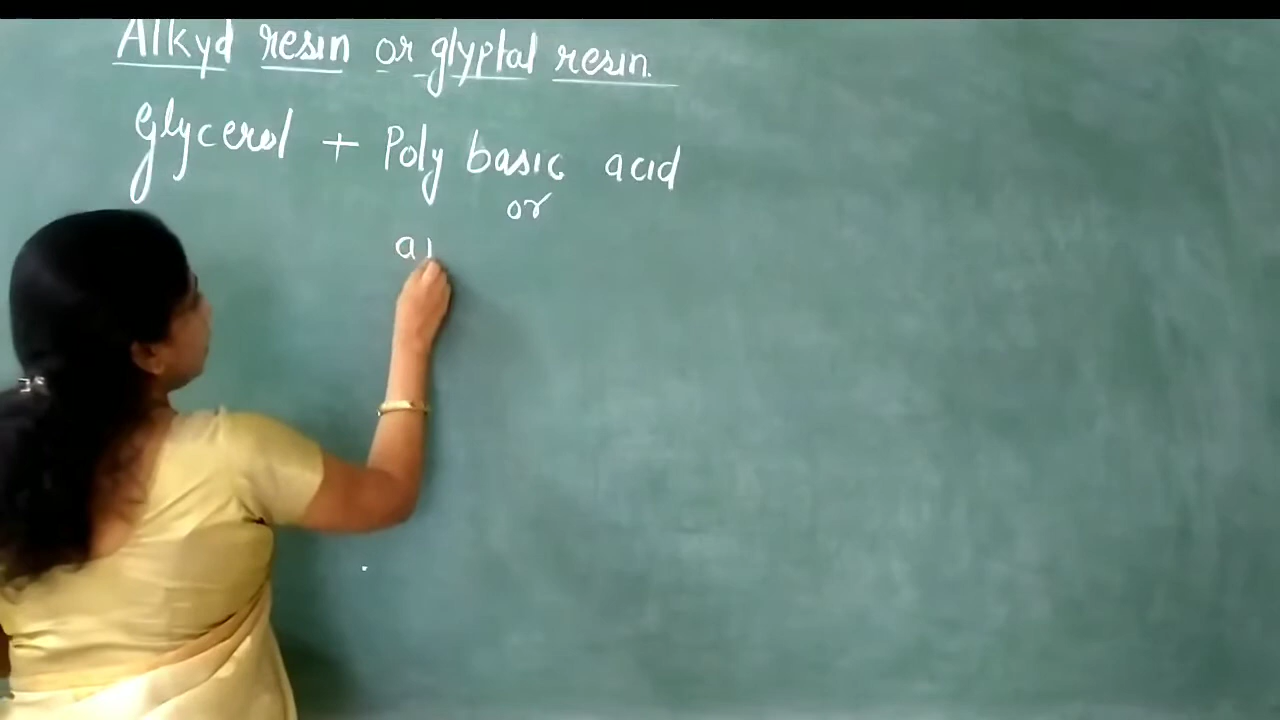 Alkyd resin or glyptal resin.
Glycerol + Poly basic acid
or
a